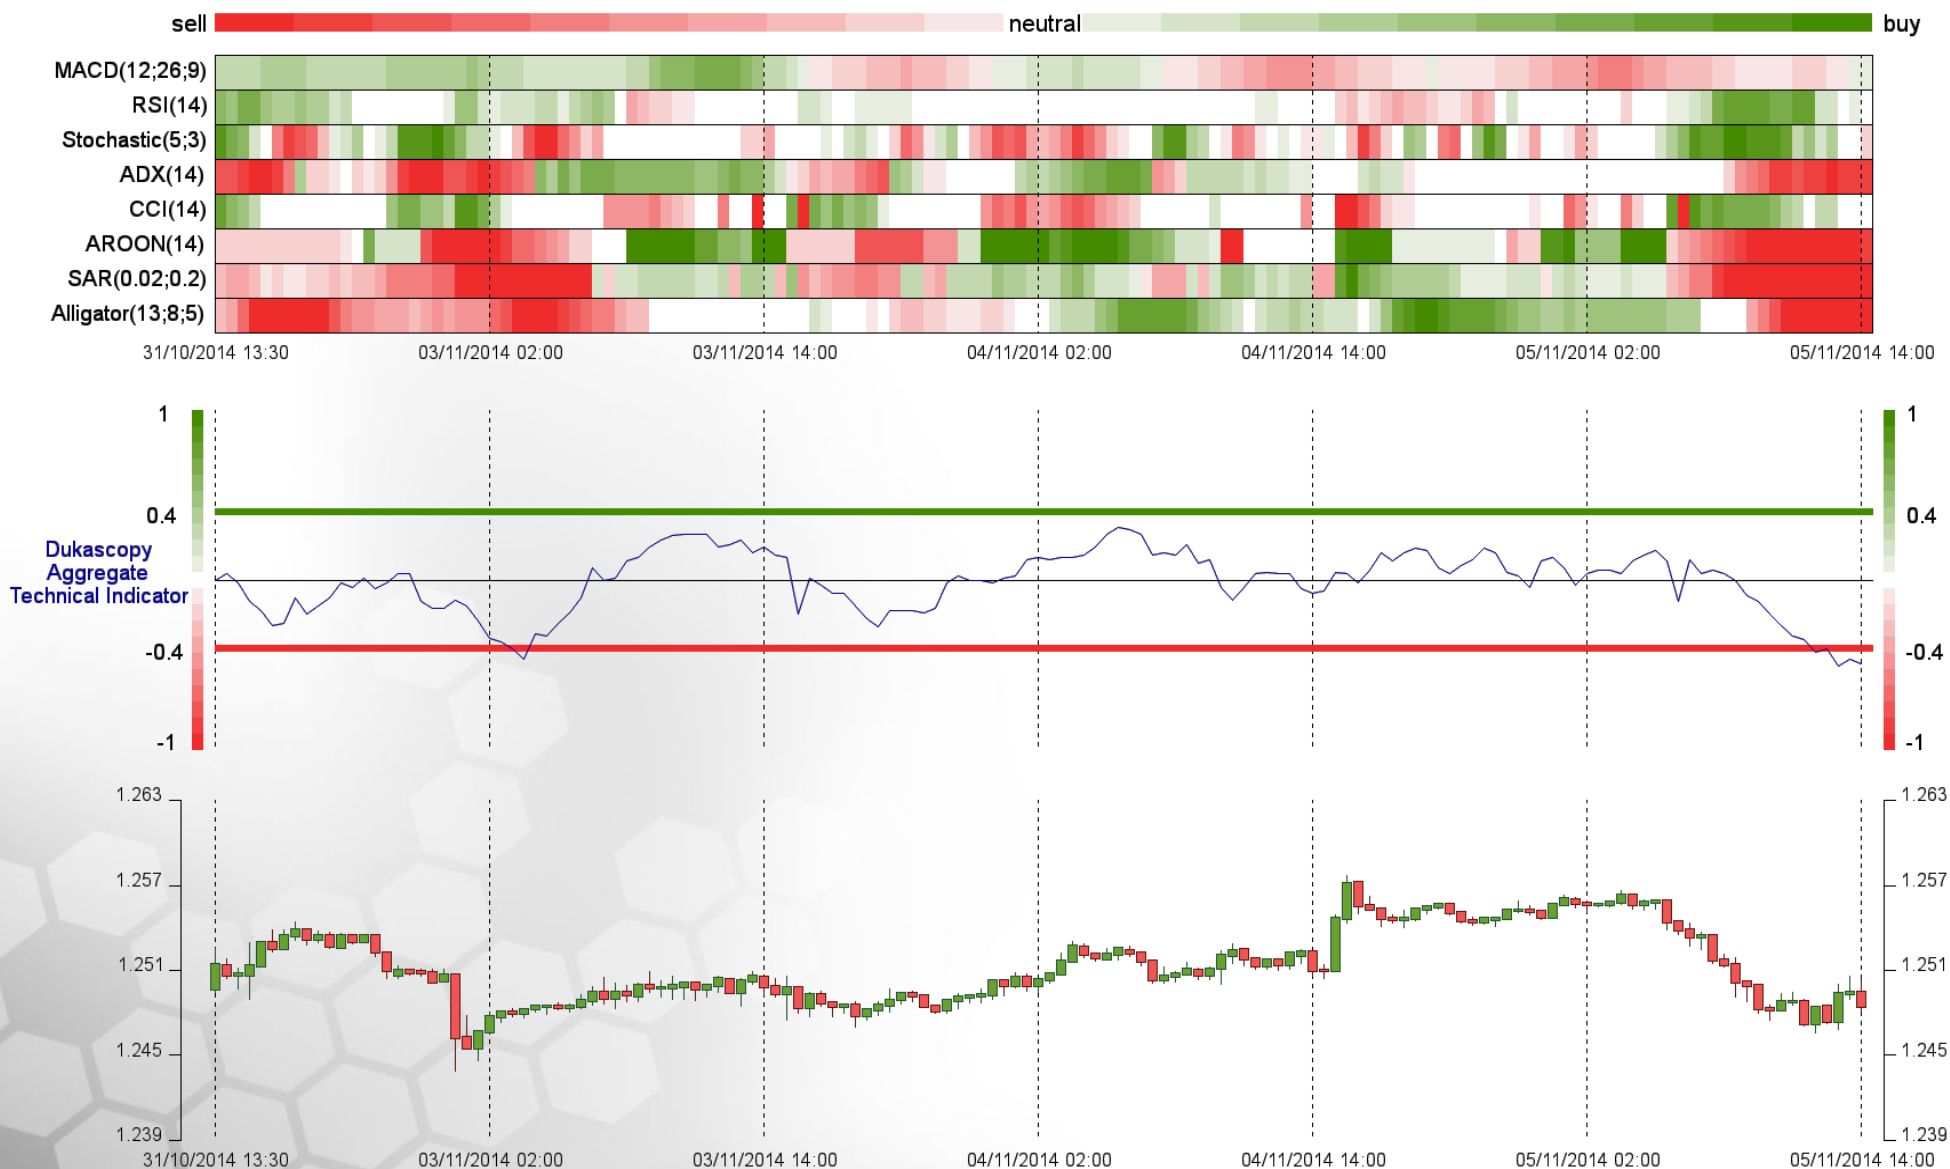 sell neutral buy
MACD(12;26;9)
RSI(14)
Stochastic(5;3)
ADX(14)
CCI(14)
AROON(14)
SAR(0.02;0.2)
Alligator(13;8;5)
31/10/2014 13:30 03/11/2014 02:00 03/11/2014 14:00 04/11/2014 02:00 04/11/2014 14:00 05/11/2014 02:00 05/11/2014 14:00
1 1
0.4 0.4
Dukascopy
Aggregate
Technical Indicator
-0.4 -0.4
-1 -1
1.263 1.263
1.257 1.257
1.251 1.251
1.245 1.245
1.239 1.239
31/10/2014 13:30 03/11/2014 02:00 03/11/2014 14:00 04/11/2014 02:00 04/11/2014 14:00 05/11/2014 02:00 05/11/2014 14:00